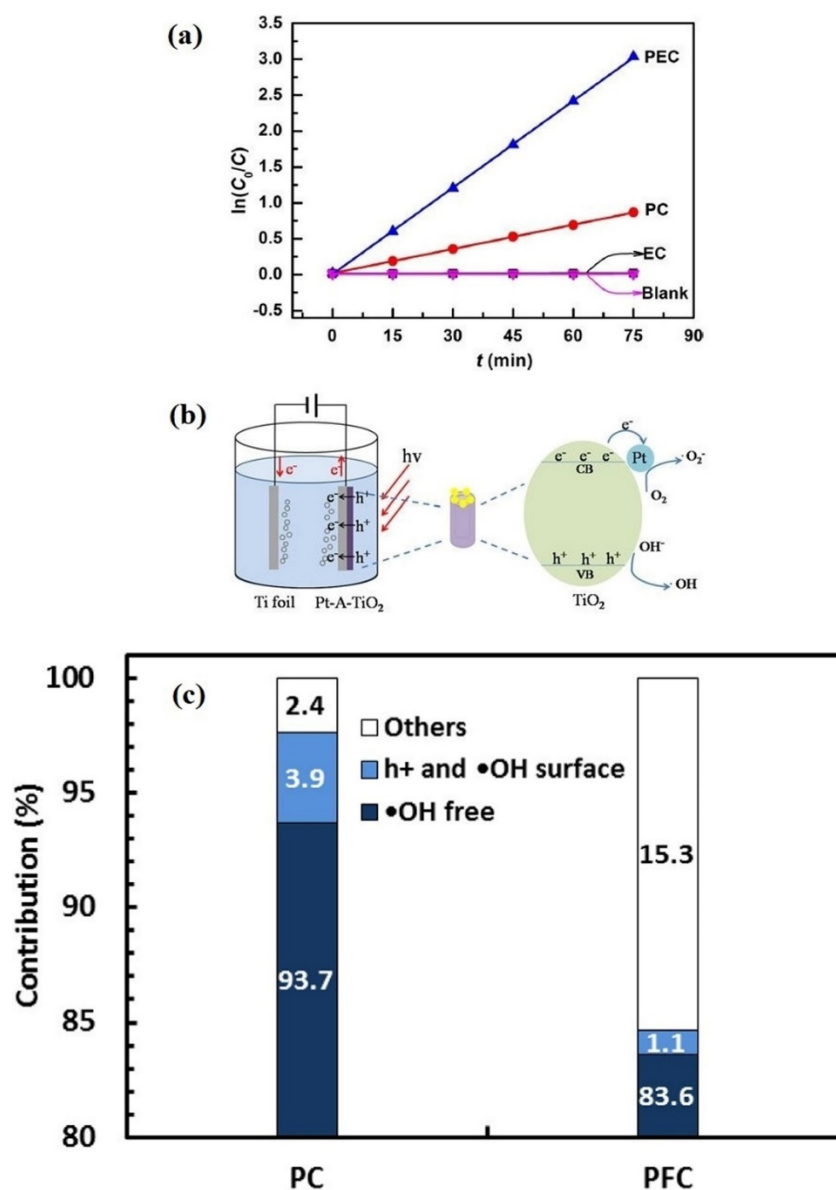 (a)
3.5
3.0
2.5
2.0
1.5
1.0
0.5
0.0
-0.5
ln(C₀/C)
PEC
PC
EC
Blank
0 15 30 45 60 75 90
t (min)
(b)
e⁻ e⁻
hv
e⁻ h⁺
e⁻ h⁺
e⁻ h⁺
Ti foil Pt-A-TiO₂
e⁻
e⁻ e⁻ e⁻
CB
Pt
· O₂⁻
O₂
OH⁻
h⁺ h⁺ h⁺
VB
· OH
TiO₂
(c)
100
95
90
85
80
Contribution (%)
2.4
3.9
93.7
Others
h+ and ●OH surface
●OH free
15.3
1.1
83.6
PC PFC